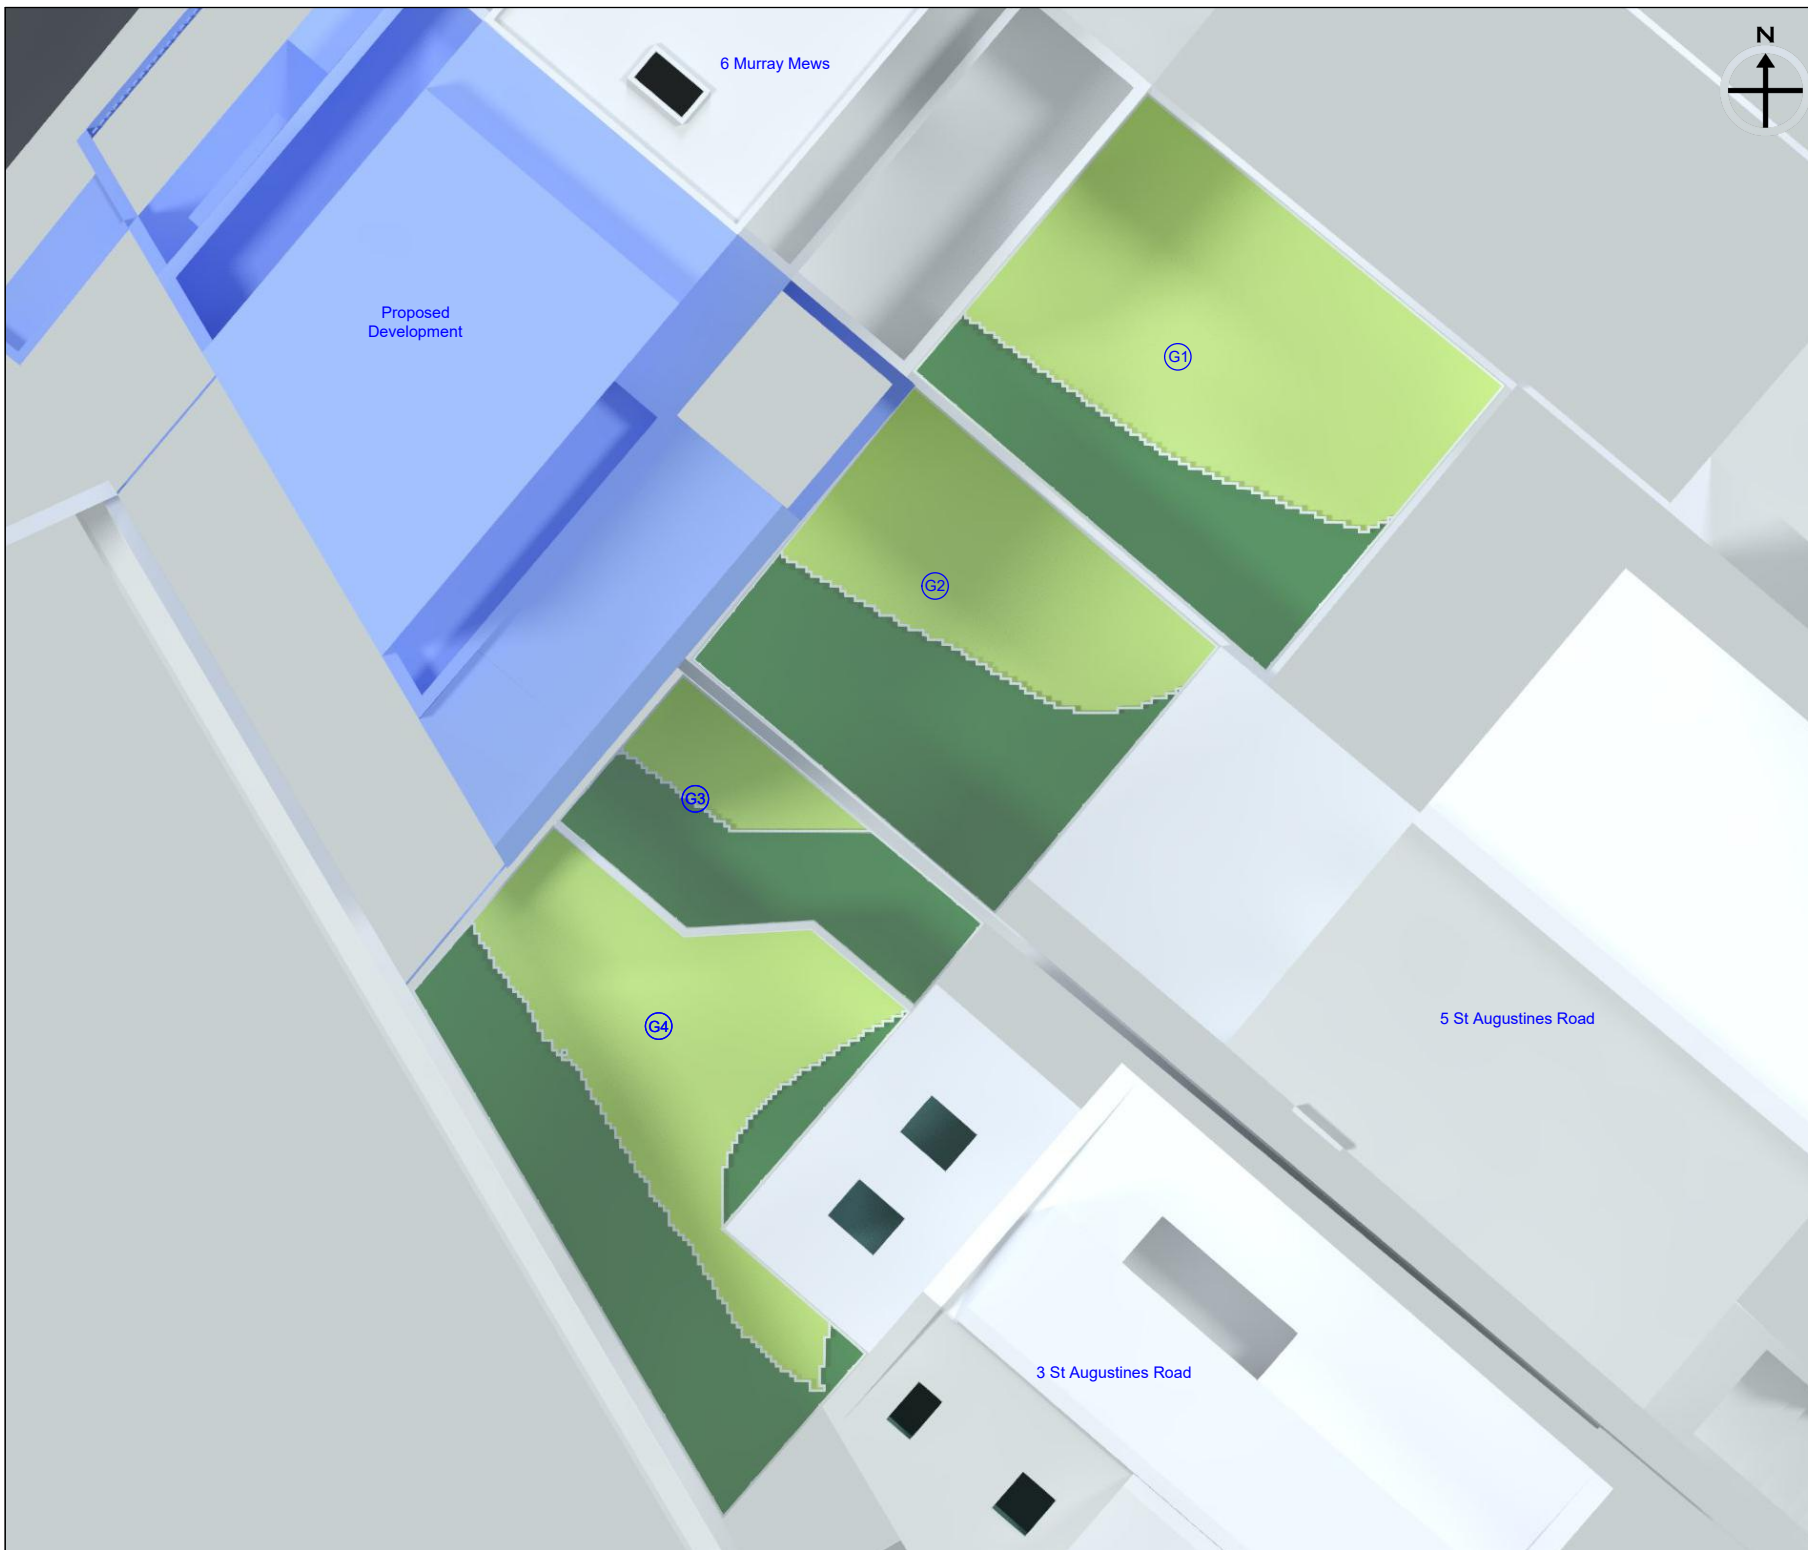 N
6 Murray Mews
Proposed
Development
G1
G2
G3
G4
5 St Augustines Road
3 St Augustines Road